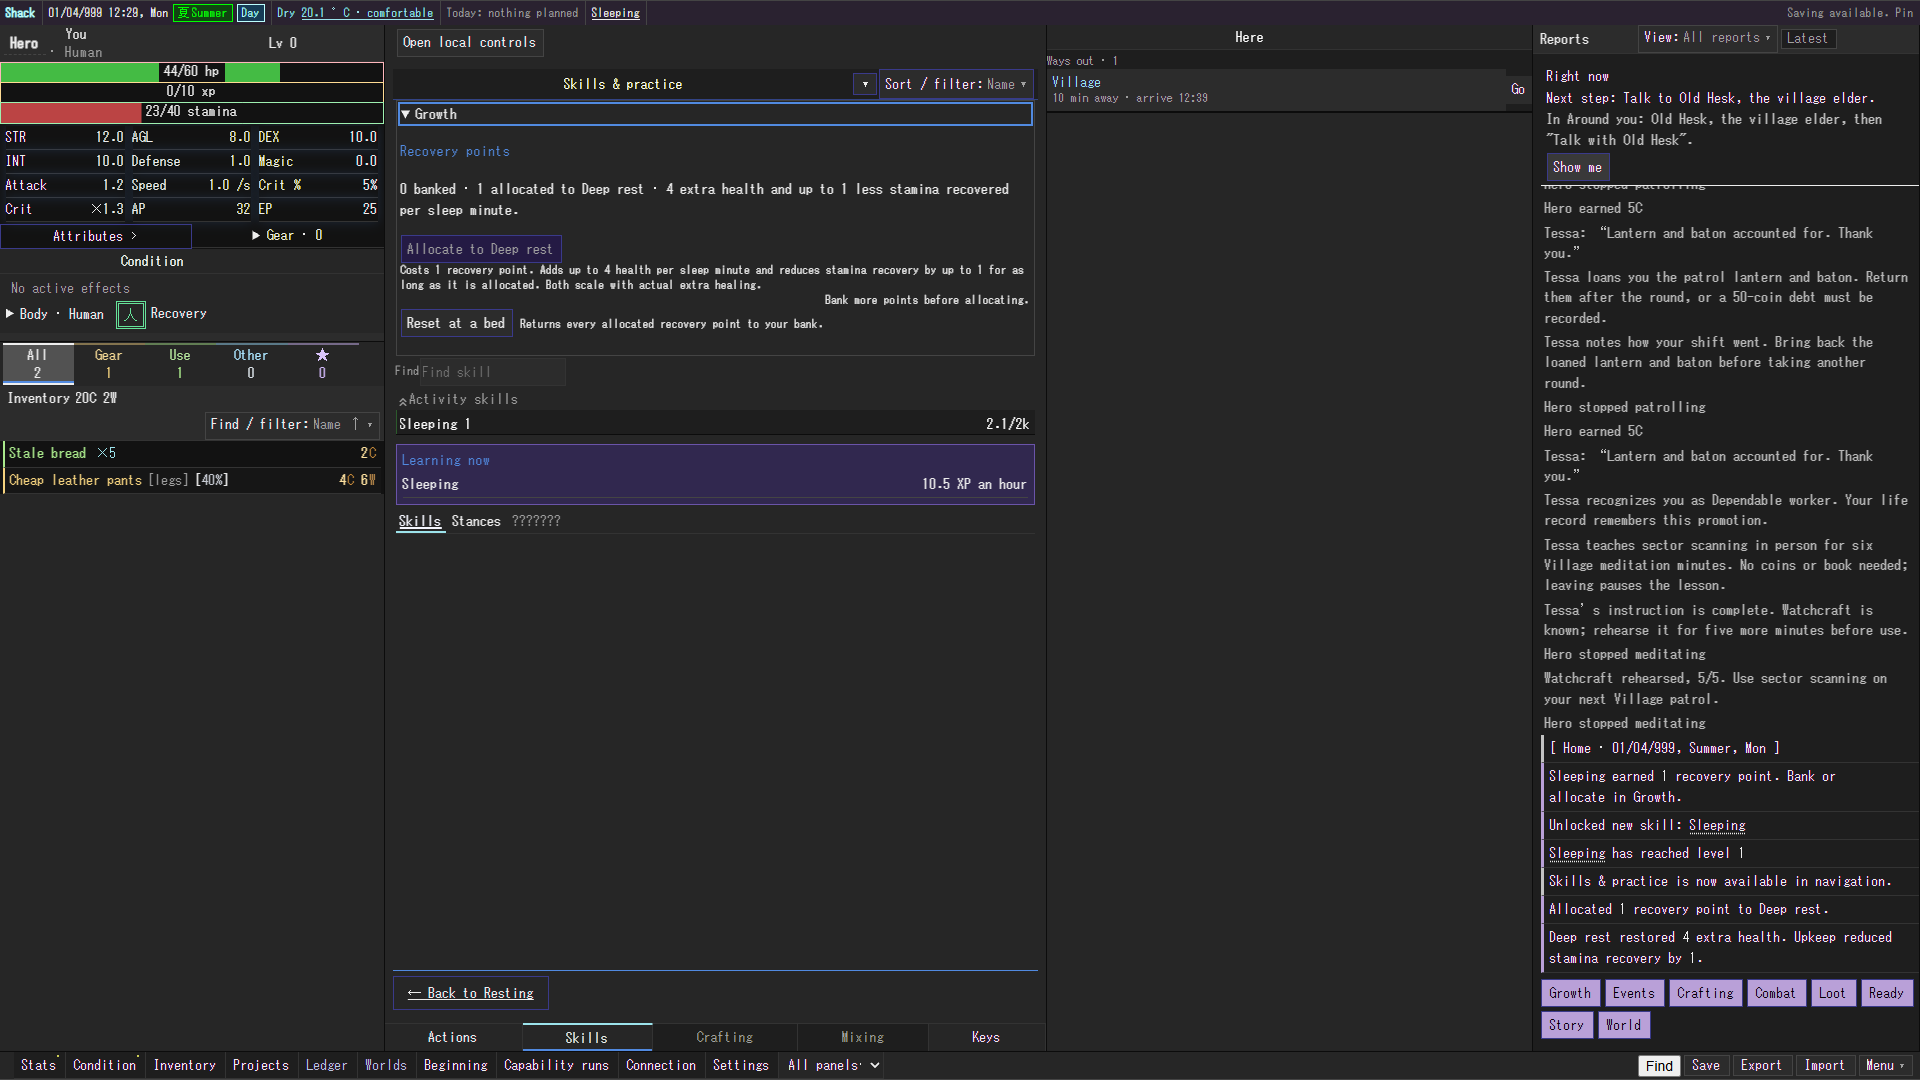 Shack 01/04/999 12:29, Mon 夏Summer Day Dry 20.1 °C · comfortable Today: nothing planned Sleeping Saving available. Pin
Hero · You Human Lv 0
44/60 hp
0/10 xp
23/40 stamina
STR 12.0 AGL 8.0 DEX 10.0
INT 10.0 Defense 1.0 Magic 0.0
Attack 1.2 Speed 1.0 /s Crit % 5%
Crit ×1.3 AP 32 EP 25
Attributes > ▶ Gear · 0
Condition
No active effects
▶ Body · Human 人 Recovery
All Gear Use Other ★
2 1 1 0 0
Inventory 20C 2W
Find / filter: Name ↑ ▾
Stale bread ×5 2C
Cheap leather pants [legs] [40%] 4C 6W
Open local controls
Skills & practice ▾ Sort / filter: Name ▾
▼ Growth
Recovery points
0 banked · 1 allocated to Deep rest · 4 extra health and up to 1 less stamina recovered
per sleep minute.
Allocate to Deep rest
Costs 1 recovery point. Adds up to 4 health per sleep minute and reduces stamina recovery by up to 1 for as
long as it is allocated. Both scale with actual extra healing.
Bank more points before allocating.
Reset at a bed Returns every allocated recovery point to your bank.
Find Find skill
Activity skills
Sleeping 1 2.1/2k
Learning now
Sleeping 10.5 XP an hour
Skills Stances ???????
← Back to Resting
Actions Skills Crafting Mixing Keys
Here
Ways out · 1
Village
10 min away · arrive 12:39
Go
Reports View: All reports ▾ Latest
Right now
Next step: Talk to Old Hesk, the village elder.
In Around you: Old Hesk, the village elder, then
"Talk with Old Hesk".
Show me
Hero stopped patrolling
Hero earned 5C
Tessa: “Lantern and baton accounted for. Thank
you.”
Tessa loans you the patrol lantern and baton. Return
them after the round, or a 50-coin debt must be
recorded.
Tessa notes how your shift went. Bring back the
loaned lantern and baton before taking another
round.
Hero stopped patrolling
Hero earned 5C
Tessa: “Lantern and baton accounted for. Thank
you.”
Tessa recognizes you as Dependable worker. Your life
record remembers this promotion.
Tessa teaches sector scanning in person for six
Village meditation minutes. No coins or book needed;
leaving pauses the lesson.
Tessa’s instruction is complete. Watchcraft is
known; rehearse it for five more minutes before use.
Hero stopped meditating
Watchcraft rehearsed, 5/5. Use sector scanning on
your next Village patrol.
Hero stopped meditating
[ Home · 01/04/999, Summer, Mon ]
Sleeping earned 1 recovery point. Bank or
allocate in Growth.
Unlocked new skill: Sleeping
Sleeping has reached level 1
Skills & practice is now available in navigation.
Allocated 1 recovery point to Deep rest.
Deep rest restored 4 extra health. Upkeep reduced
stamina recovery by 1.
Growth Events Crafting Combat Loot Ready
Story World
Stats Condition Inventory Projects Ledger Worlds Beginning Capability runs Connection Settings All panels· Find Save Export Import Menu ▾